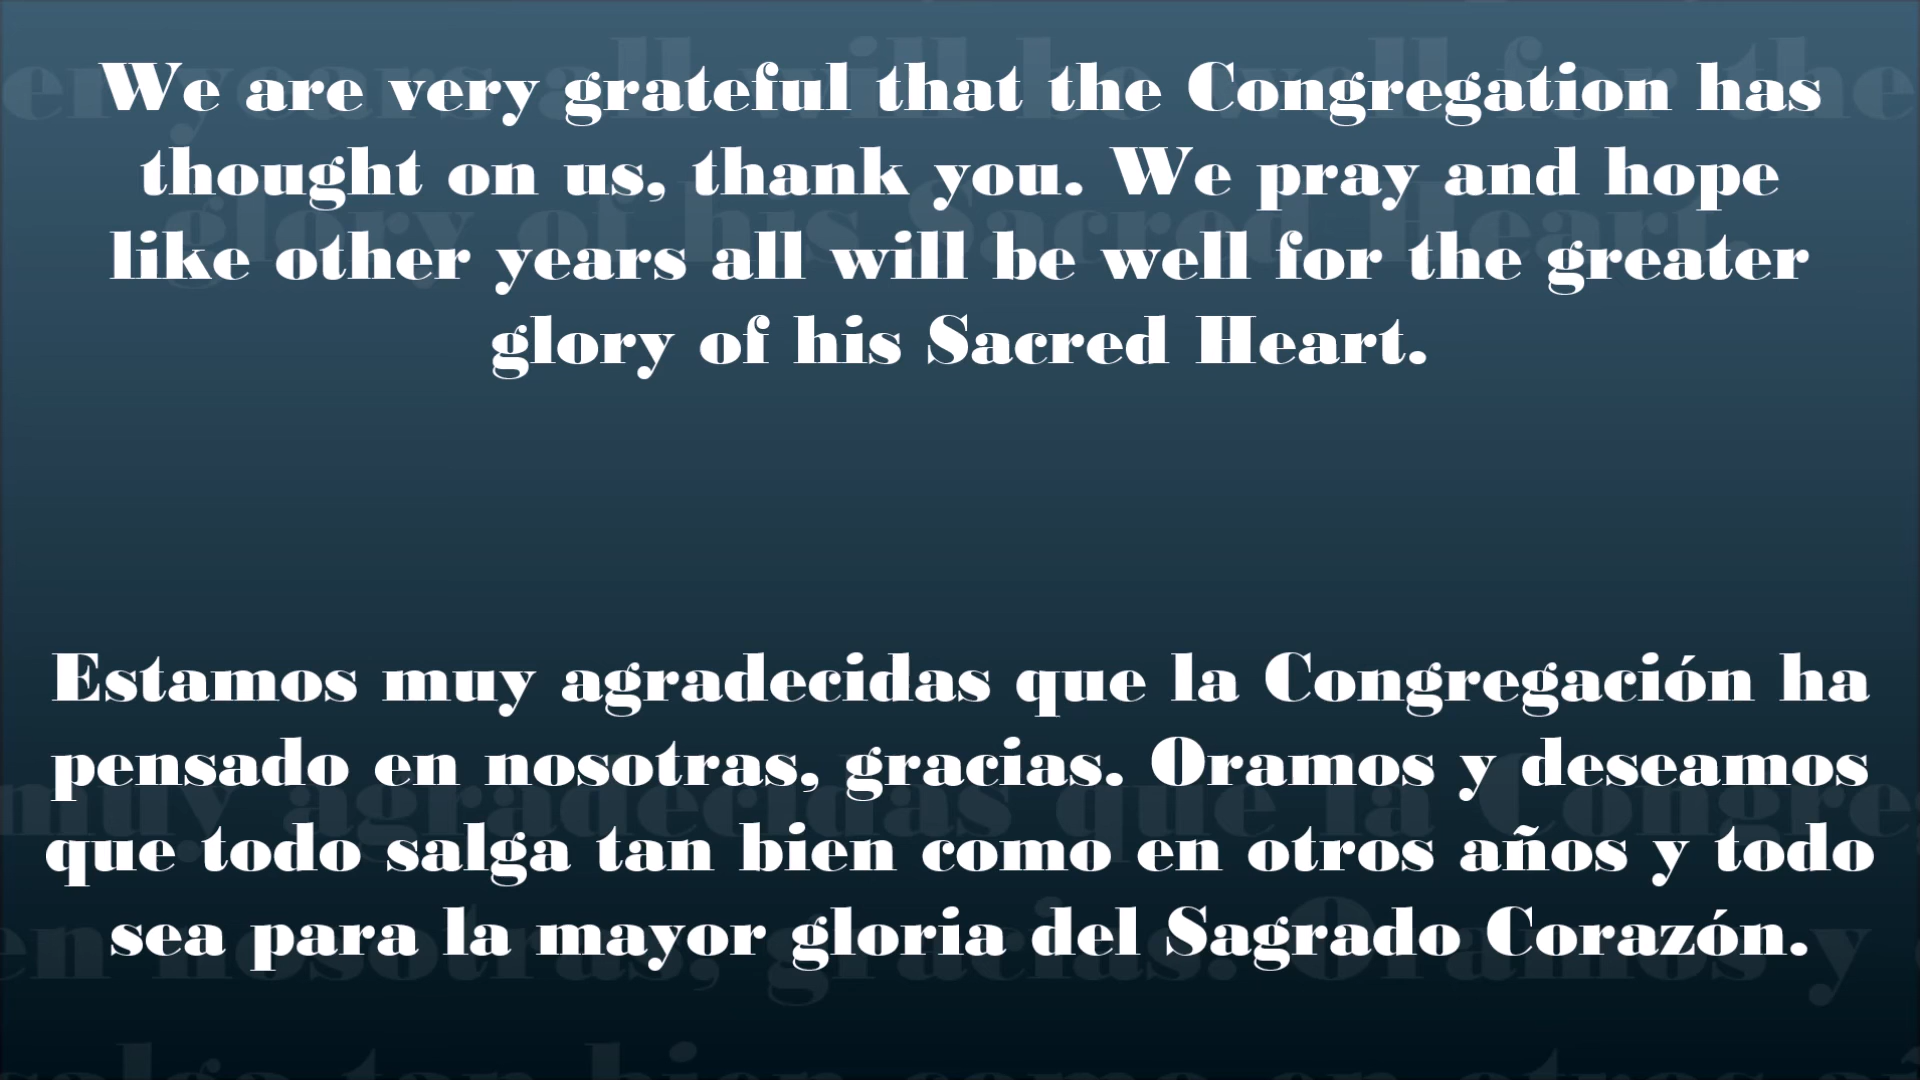 We are very grateful that the Congregation has
thought on us, thank you. We pray and hope
like other years all will be well for the greater
glory of his Sacred Heart.
Estamos muy agradecidas que la Congregación ha
pensado en nosotras, gracias. Oramos y deseamos
que todo salga tan bien como en otros años y todo
sea para la mayor gloria del Sagrado Corazón.